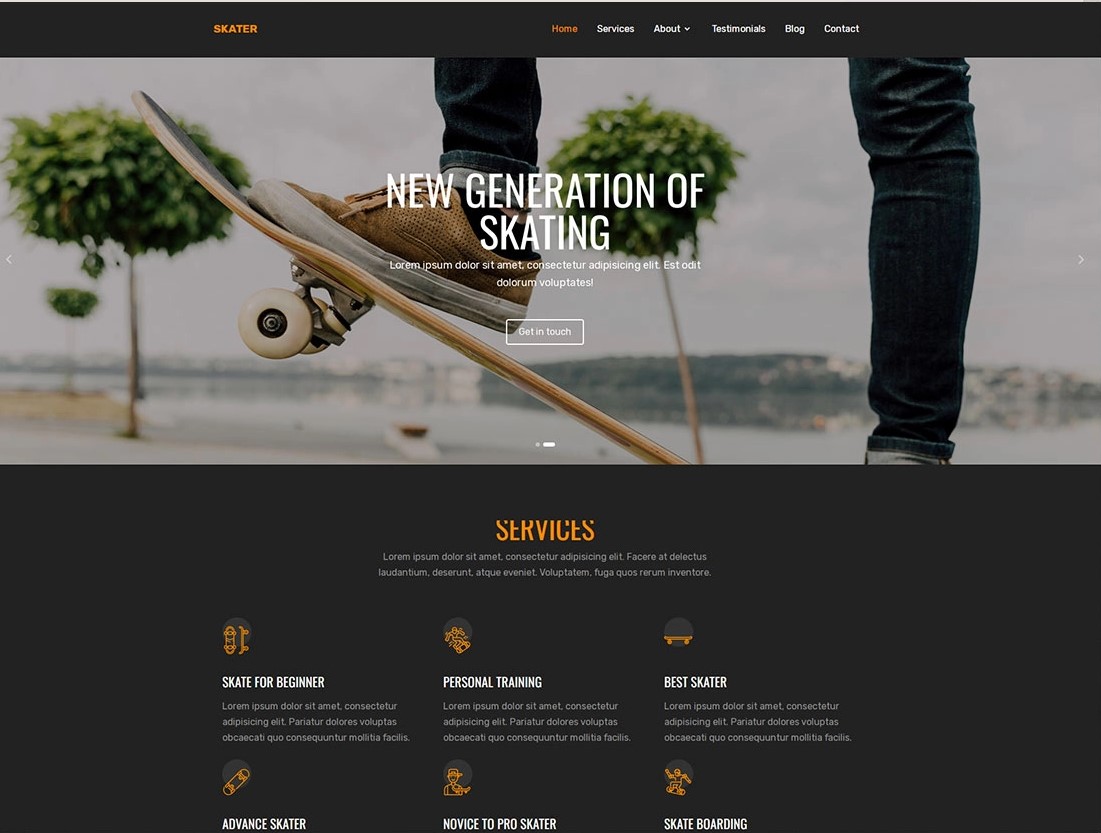 SKATER
Home Services About Testimonials Blog Contact
NEW GENERATION OF
SKATING
Lorem ipsum dolor sit amet, consectetur adipisicing elit. Est odit
dolorum voluptates!
Get in touch
SERVICES
Lorem ipsum dolor sit amet, consectetur adipisicing elit. Facere at delectus
laudantium, deserunt, atque eveniet. Voluptatem, fuga quos rerum inventore.
SKATE FOR BEGINNER
Lorem ipsum dolor sit amet, consectetur
adipisicing elit. Pariatur dolores voluptas
obcaecati quo consequuntur mollitia facilis.
PERSONAL TRAINING
Lorem ipsum dolor sit amet, consectetur
adipisicing elit. Pariatur dolores voluptas
obcaecati quo consequuntur mollitia facilis.
BEST SKATER
Lorem ipsum dolor sit amet, consectetur
adipisicing elit. Pariatur dolores voluptas
obcaecati quo consequuntur mollitia facilis.
ADVANCE SKATER
NOVICE TO PRO SKATER
SKATE BOARDING